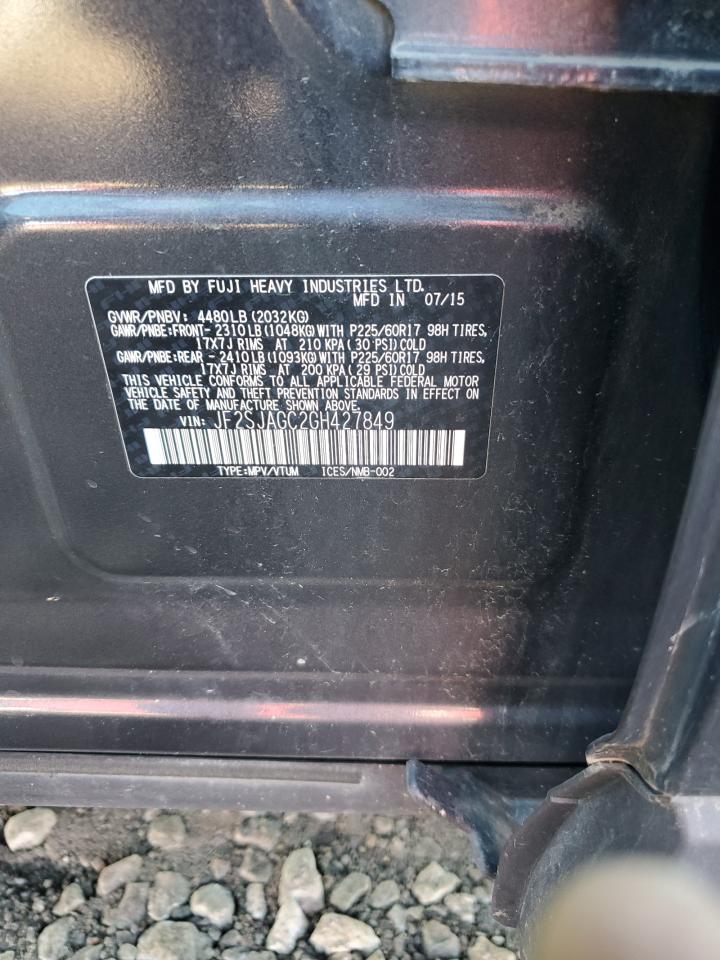 MFD BY FUJI HEAVY INDUSTRIES LTD.
MFD IN 07/15
GVWR/PNBV: 4480LB(2032KG)
GAWR/PNBE:FRONT- 2310LB(1048KG)WITH P225/60R17 98H TIRES,
17X7J RIMS AT 210 KPA(30 PSI)COLD
GAWR/PNBE:REAR - 2410LB(1093KG)WITH P225/60R17 98H TIRES,
17X7J RIMS AT 200 KPA(29 PSI)COLD
THIS VEHICLE CONFORMS TO ALL APPLICABLE FEDERAL MOTOR
VEHICLE SAFETY AND THEFT PREVENTION STANDARDS IN EFFECT ON
THE DATE OF MANUFACTURE SHOWN ABOVE.
VIN: JF2SJAGC2GH427849
TYPE:MPV/VTUM ICES/NMB-002